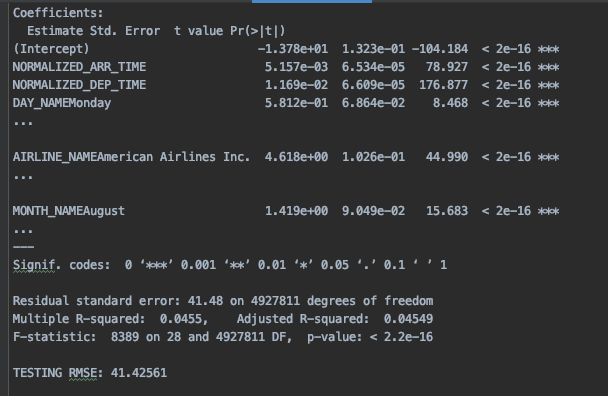 Coefficients:
Estimate Std. Error  t value Pr(>|t|)
(Intercept)                       -1.378e+01  1.323e-01 -104.184  < 2e-16 ***
NORMALIZED_ARR_TIME                5.157e-03  6.534e-05   78.927  < 2e-16 ***
NORMALIZED_DEP_TIME                1.169e-02  6.609e-05  176.877  < 2e-16 ***
DAY_NAMEMonday                     5.812e-01  6.864e-02    8.468  < 2e-16 ***
...
AIRLINE_NAMEAmerican Airlines Inc.  4.618e+00  1.026e-01   44.990  < 2e-16 ***
...
MONTH_NAMEAugust                   1.419e+00  9.049e-02   15.683  < 2e-16 ***
...
---
Signif. codes:  0 ‘***’ 0.001 ‘**’ 0.01 ‘*’ 0.05 ‘.’ 0.1 ‘ ’ 1
Residual standard error: 41.48 on 4927811 degrees of freedom
Multiple R-squared:  0.0455,    Adjusted R-squared:  0.04549
F-statistic:  8389 on 28 and 4927811 DF,  p-value: < 2.2e-16
TESTING RMSE: 41.42561